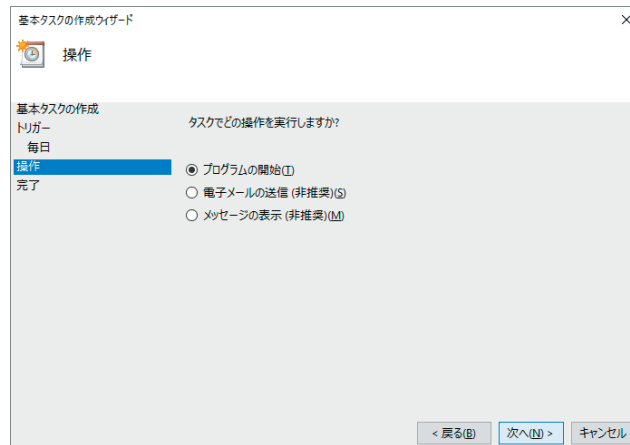 基本タスクの作成ウィザード
操作
基本タスクの作成
トリガー
毎日
操作
完了
タスクでどの操作を実行しますか?
プログラムの開始(T)
電子メールの送信 (非推奨)(S)
メッセージの表示 (非推奨)(M)
< 戻る(B)
次へ(N) >
キャンセル